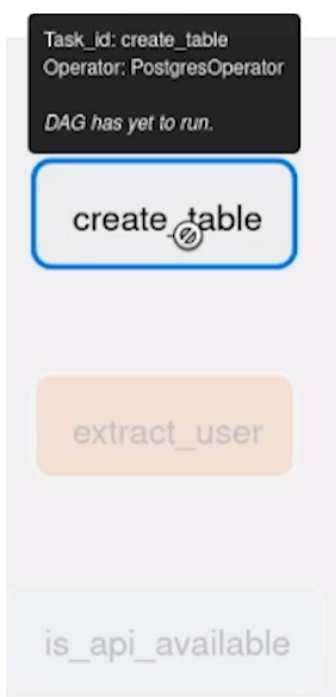 Task_id: create_table
Operator: PostgresOperator
DAG has yet to run.
create_table
extract_user
is_api_available